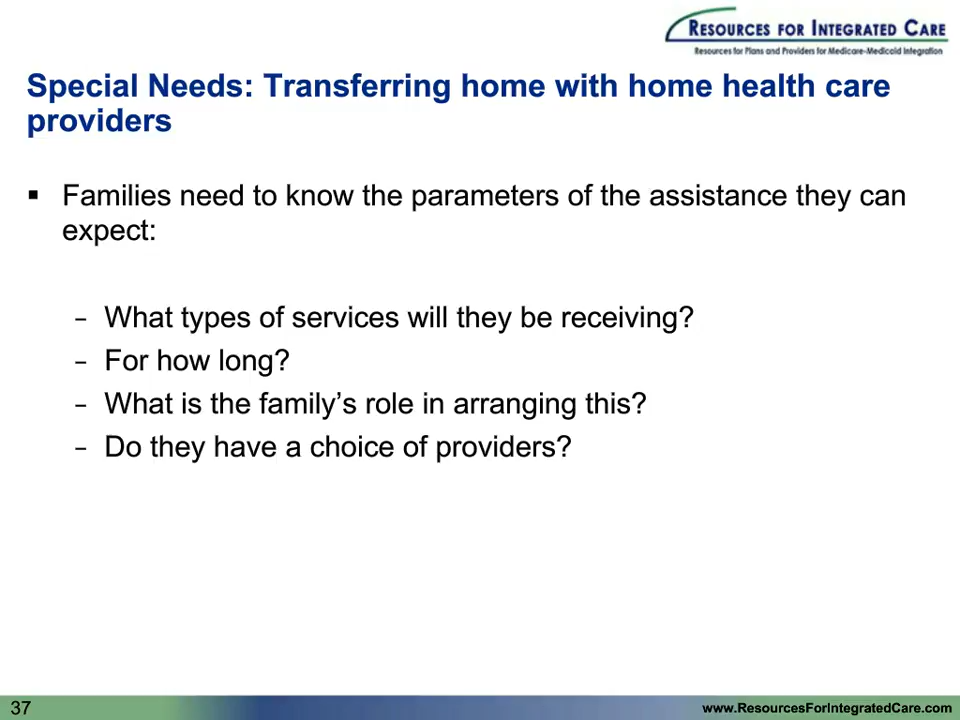 RESOURCES FOR INTEGRATED CARE
Resources for Plans and Providers for Medicare-Medicaid Integration
Special Needs: Transferring home with home health care
providers
▪ Families need to know the parameters of the assistance they can
expect:
– What types of services will they be receiving?
– For how long?
– What is the family’s role in arranging this?
– Do they have a choice of providers?
37
www.ResourcesForIntegratedCare.com